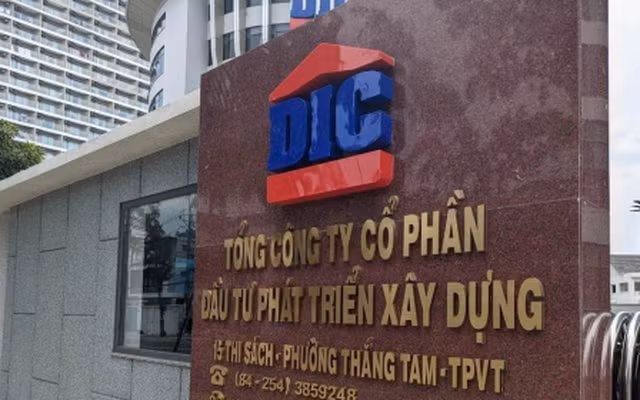 DIC
DIC
TỔNG CÔNG TY CỔ PHẦN
ĐẦU TƯ PHÁT TRIỂN XÂY DỰNG
15 THI SÁCH - PHƯỜNG THẮNG TAM - TPVT
☎ (84 - 254) 3859248